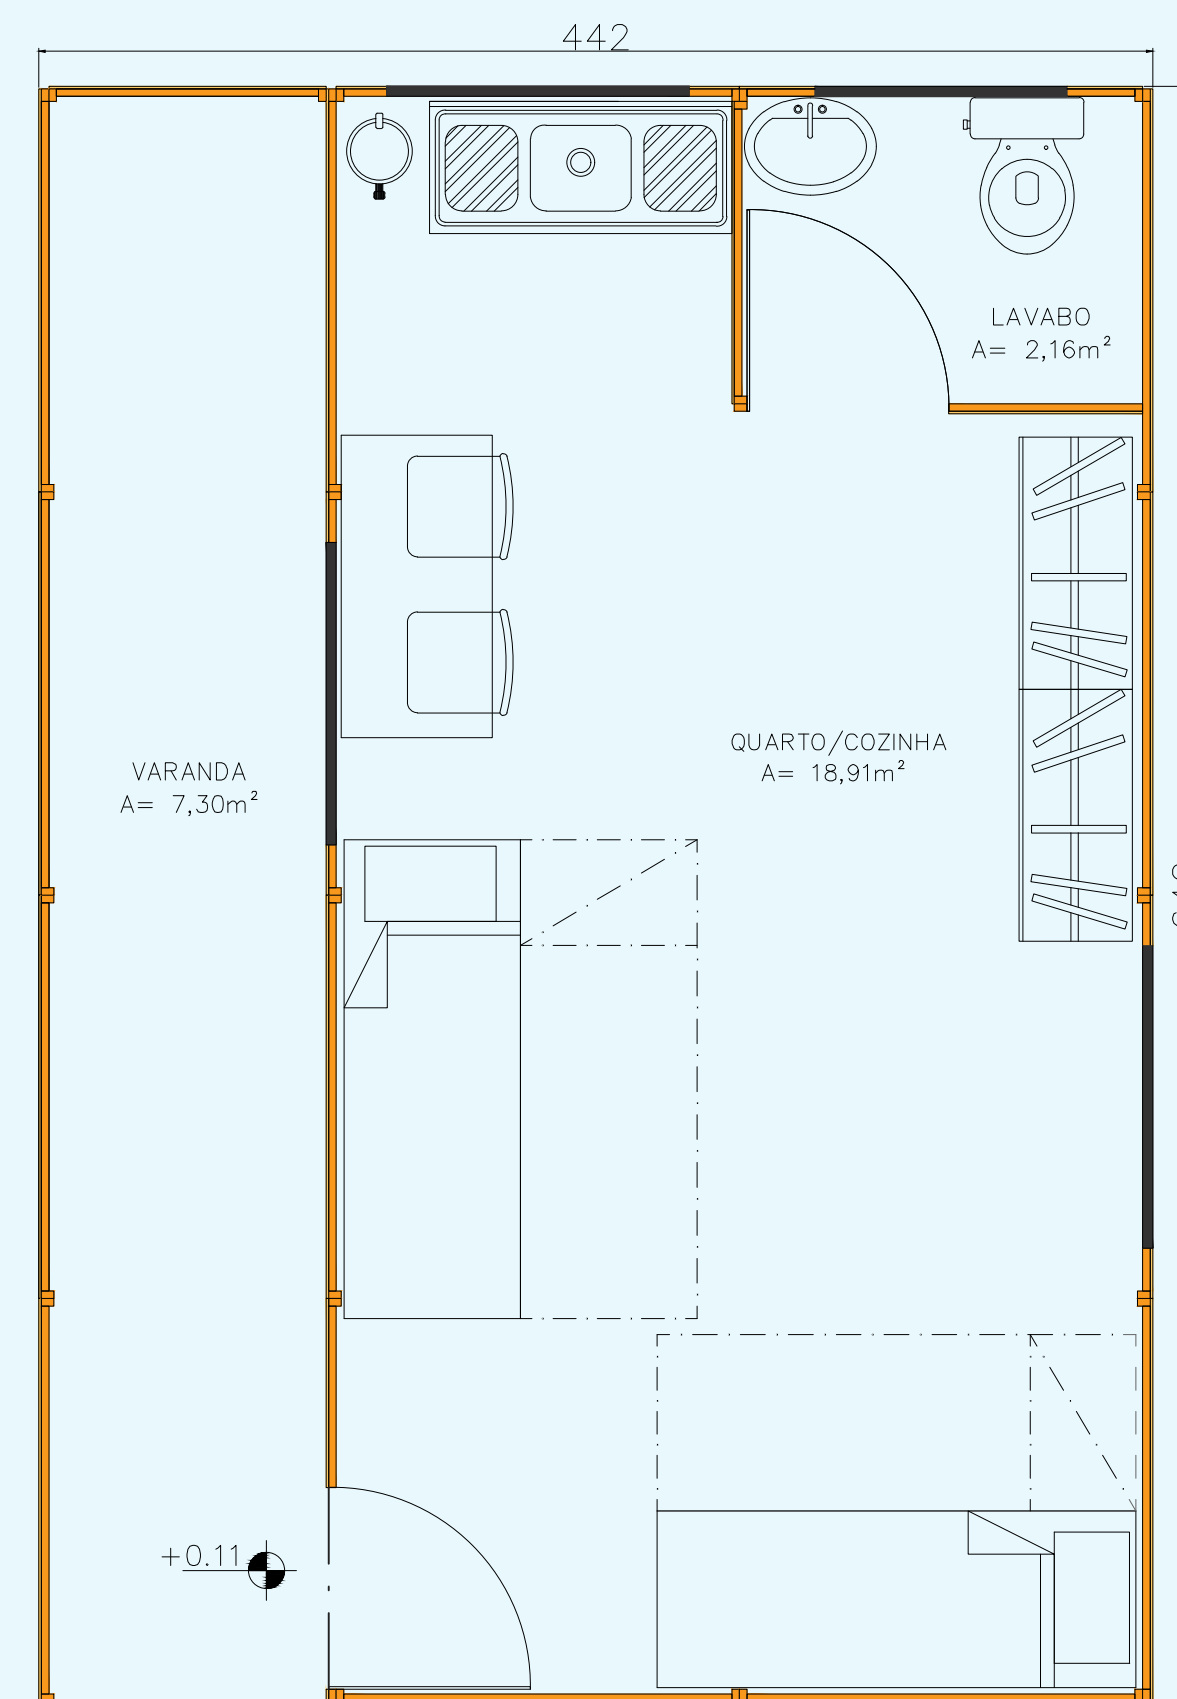 442
LAVABO
A= 2,16m²
QUARTO/COZINHA
A= 18,91m²
VARANDA
A= 7,30m²
+0.11